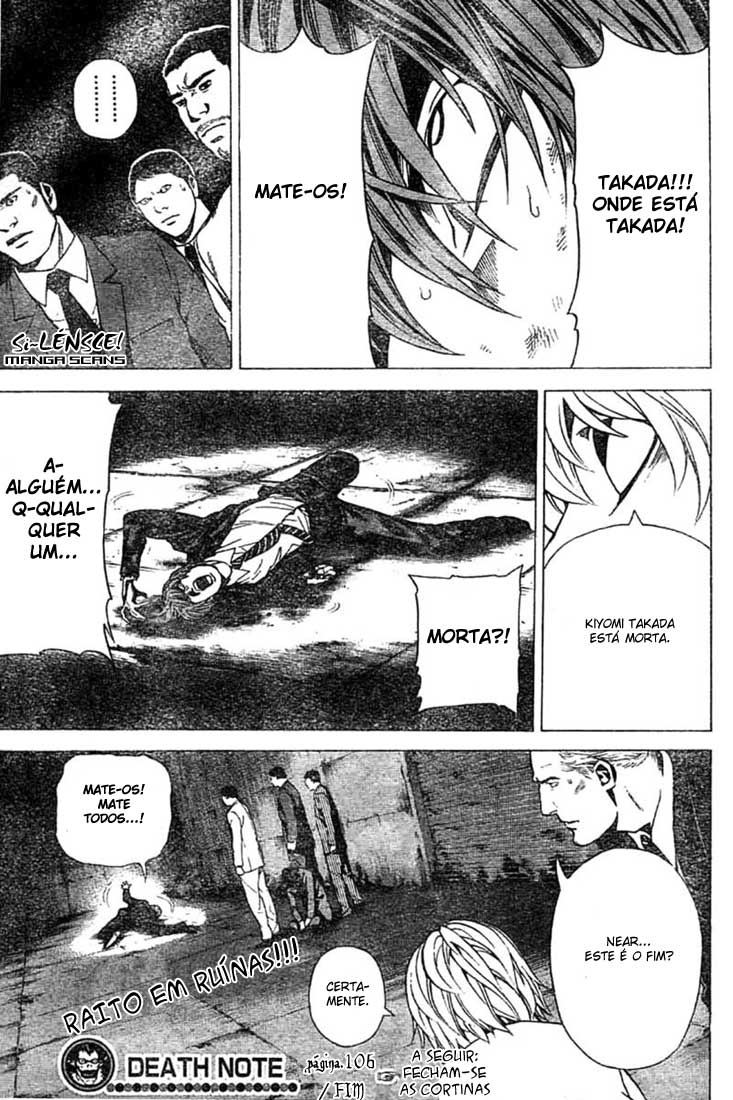 TAKADA!!!
ONDE ESTÁ
TAKADA!
MATE-OS!
..........
Si-LÉNSCE!
MANGA SCANS
KIYOMI TAKADA
ESTÁ MORTA.
MORTA?!
A-
ALGUÉM...
Q-QUAL-
QUER
UM...
MATE-OS!
MATE
TODOS...!
NEAR...
ESTE É O FIM?
CERTA-
MENTE.
RAITO EM RUÍNAS!!!
DEATH NOTE
página.106
/ FIM
A SEGUIR:
FECHAM-SE
AS CORTINAS